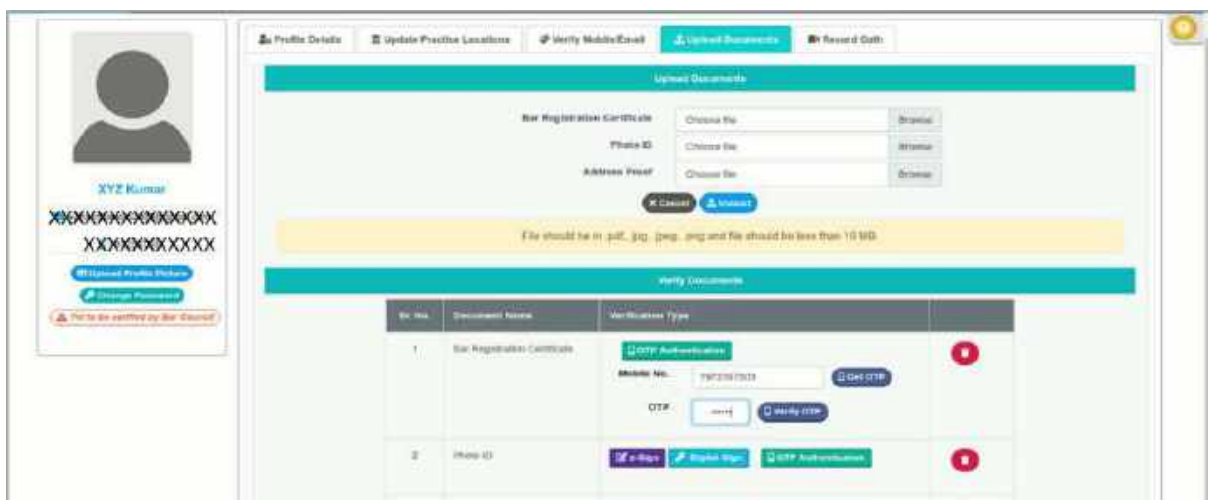 Profile Details
Update Practise Locations
Verify Mobile/Email
Upload Documents
Record Oath
Upload Documents
Bar Registration Certificate
Choose file
Browse
Photo ID
Choose file
Browse
Address Proof
Choose file
Browse
Cancel
Upload
File should be in .pdf, .jpg, .jpeg, .png and file should be less than 10 MB
XYZ Kumar
XXXXXXXXXXXXXXX
XXXXXXXXXXXX
Upload Profile Picture
Change Password
Yet to be verified by Bar Council
Verify Documents
Sr. No. Document Name Verification Type
1 Bar Registration Certificate
OTP Authentication
Mobile No.
Get OTP
OTP
Verify OTP
2 Photo ID
e-Sign
Digital Sign
OTP Authentication